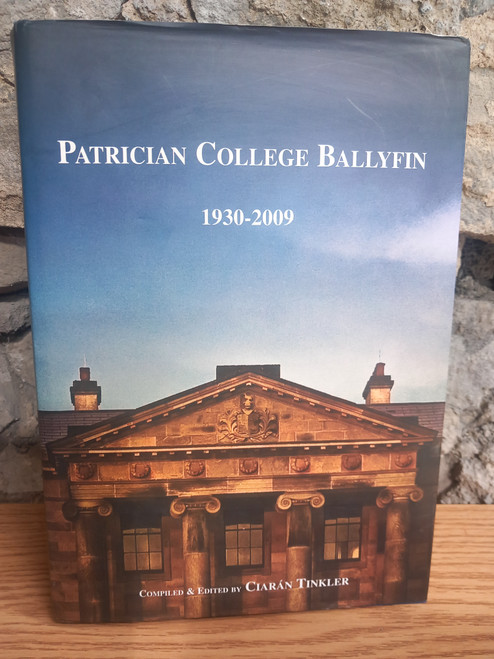 PATRICIAN COLLEGE BALLYFIN
1930-2009
COMPILED & EDITED BY CIARÁN TINKLER